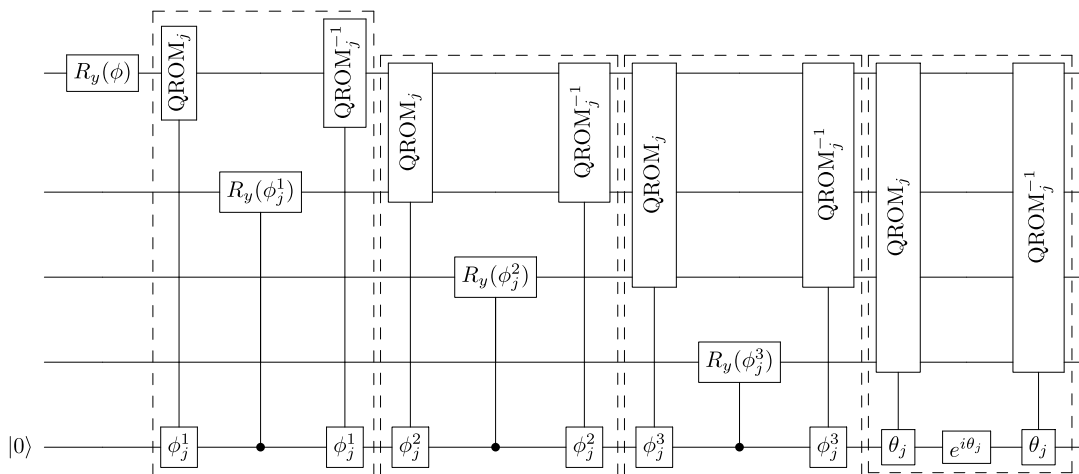 QROM_j QROM_j^{-1}
R_y(ϕ) QROM_j QROM_j^{-1} QROM_j QROM_j^{-1} QROM_j QROM_j^{-1}
R_y(ϕ_j^1)
R_y(ϕ_j^2)
R_y(ϕ_j^3)
|0⟩ ϕ_j^1 ϕ_j^1 ϕ_j^2 ϕ_j^2 ϕ_j^3 ϕ_j^3 θ_j e^{iθ_j} θ_j